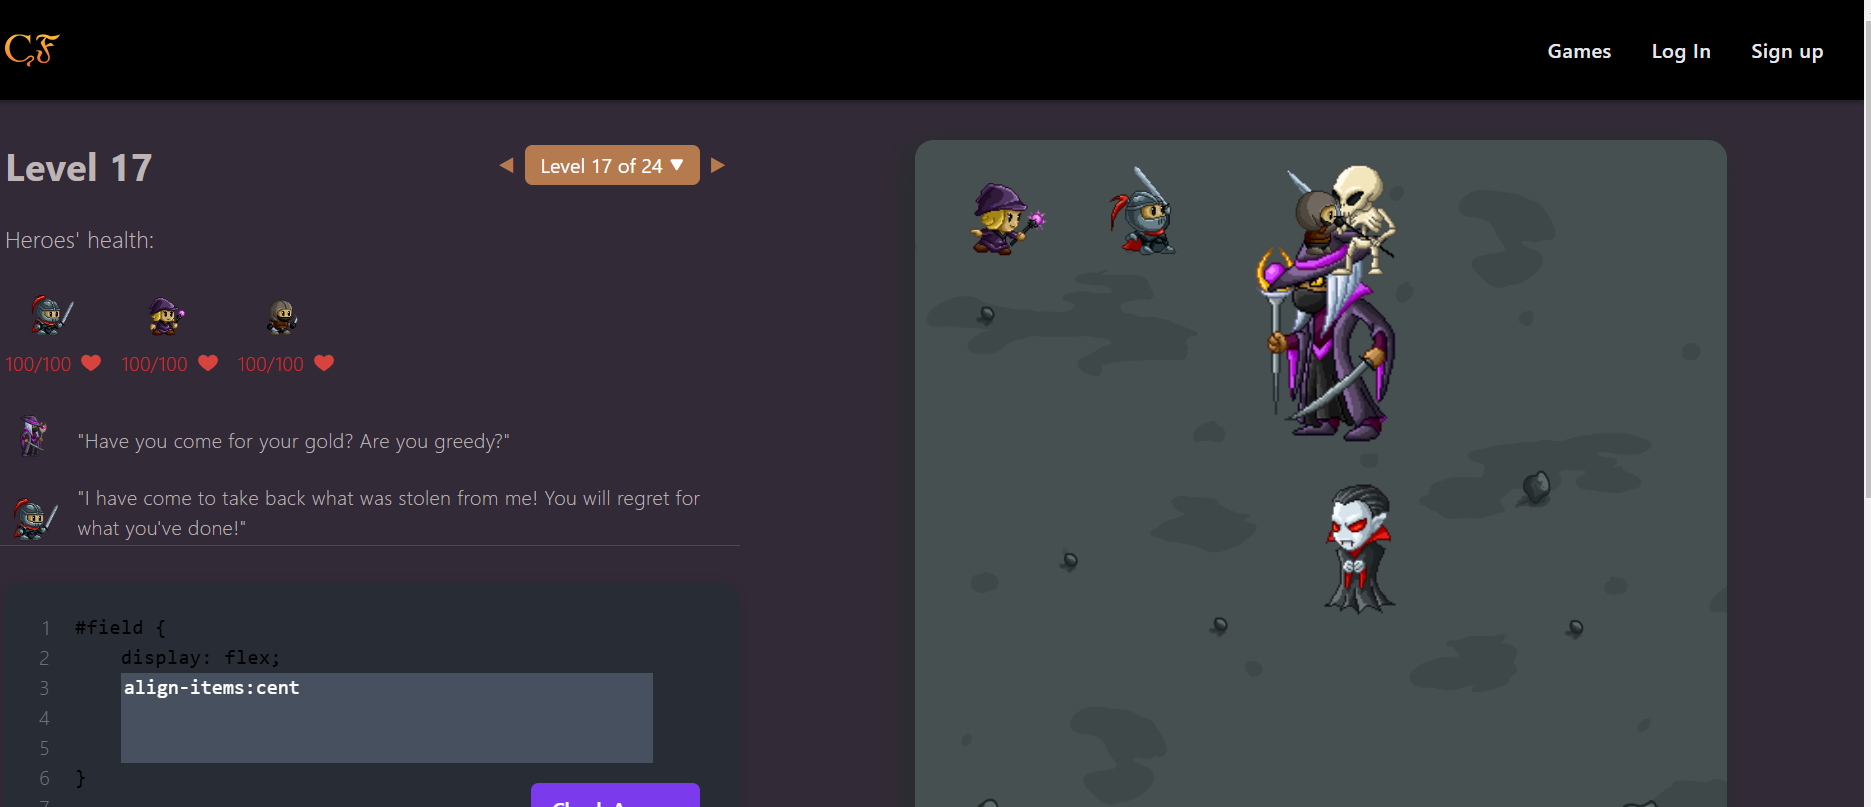 CF
Games Log In Sign up
Level 17
◀ Level 17 of 24 ▼ ▶
Heroes' health:
100/100 100/100 100/100
"Have you come for your gold? Are you greedy?"
"I have come to take back what was stolen from me! You will regret for
what you've done!"
1 #field {
2 display: flex;
3 align-items:cent
4
5
6 }
7